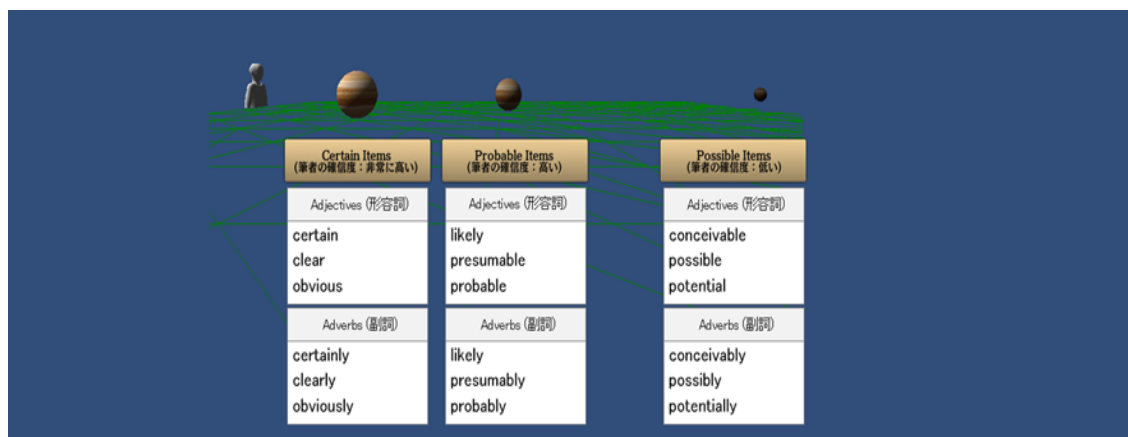 Certain Items
(筆者の確信度：非常に高い)
Adjectives (形容詞)
certain
clear
obvious
Adverbs (副詞)
certainly
clearly
obviously
Probable Items
(筆者の確信度：高い)
Adjectives (形容詞)
likely
presumable
probable
Adverbs (副詞)
likely
presumably
probably
Possible Items
(筆者の確信度：低い)
Adjectives (形容詞)
conceivable
possible
potential
Adverbs (副詞)
conceivably
possibly
potentially